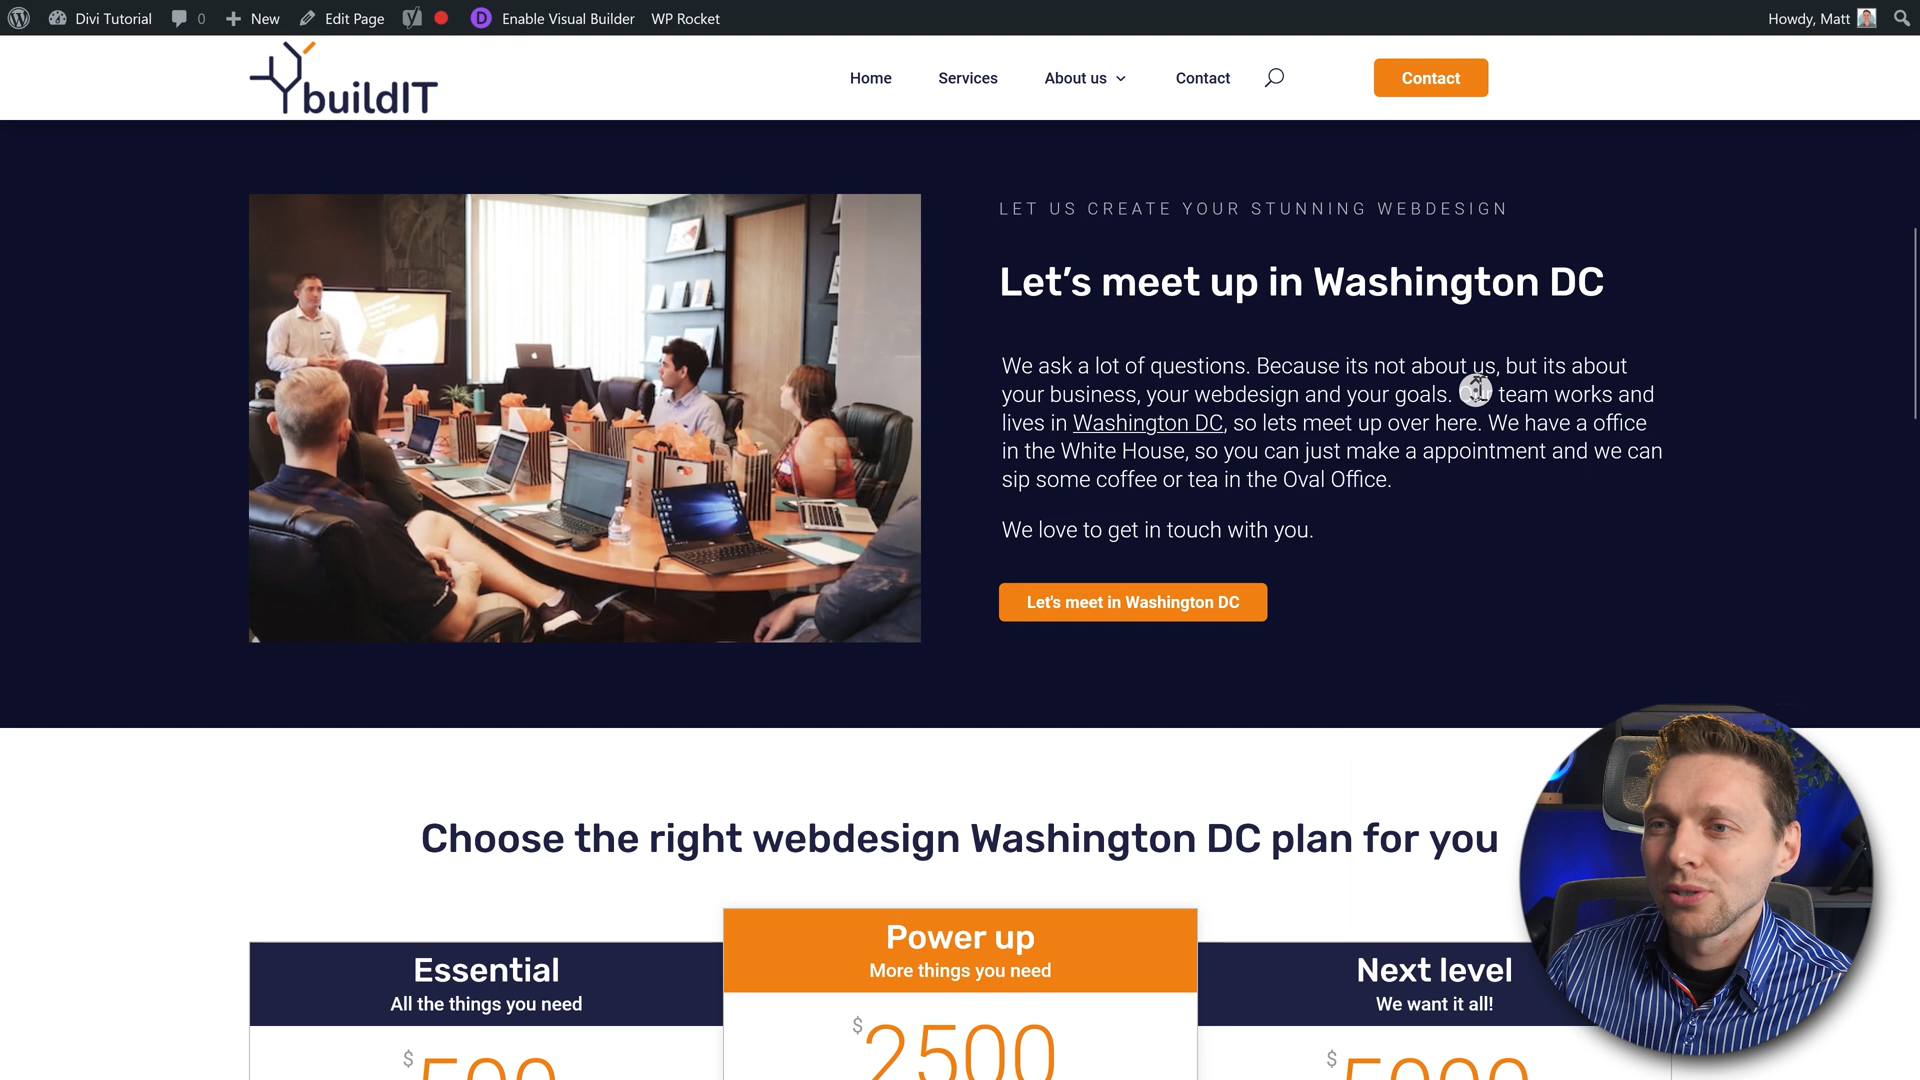 Divi Tutorial 0 New Edit Page Enable Visual Builder WP Rocket Howdy, Matt
buildIT
Home Services About us Contact Contact
LET US CREATE YOUR STUNNING WEBDESIGN
Let's meet up in Washington DC
We ask a lot of questions. Because its not about us, but its about
your business, your webdesign and your goals. team works and
lives in Washington DC, so lets meet up over here. We have a office
in the White House, so you can just make a appointment and we can
sip some coffee or tea in the Oval Office.
We love to get in touch with you.
Let's meet in Washington DC
Choose the right webdesign Washington DC plan for you
Essential
All the things you need
Power up
More things you need
$2500
Next level
We want it all!
$
$